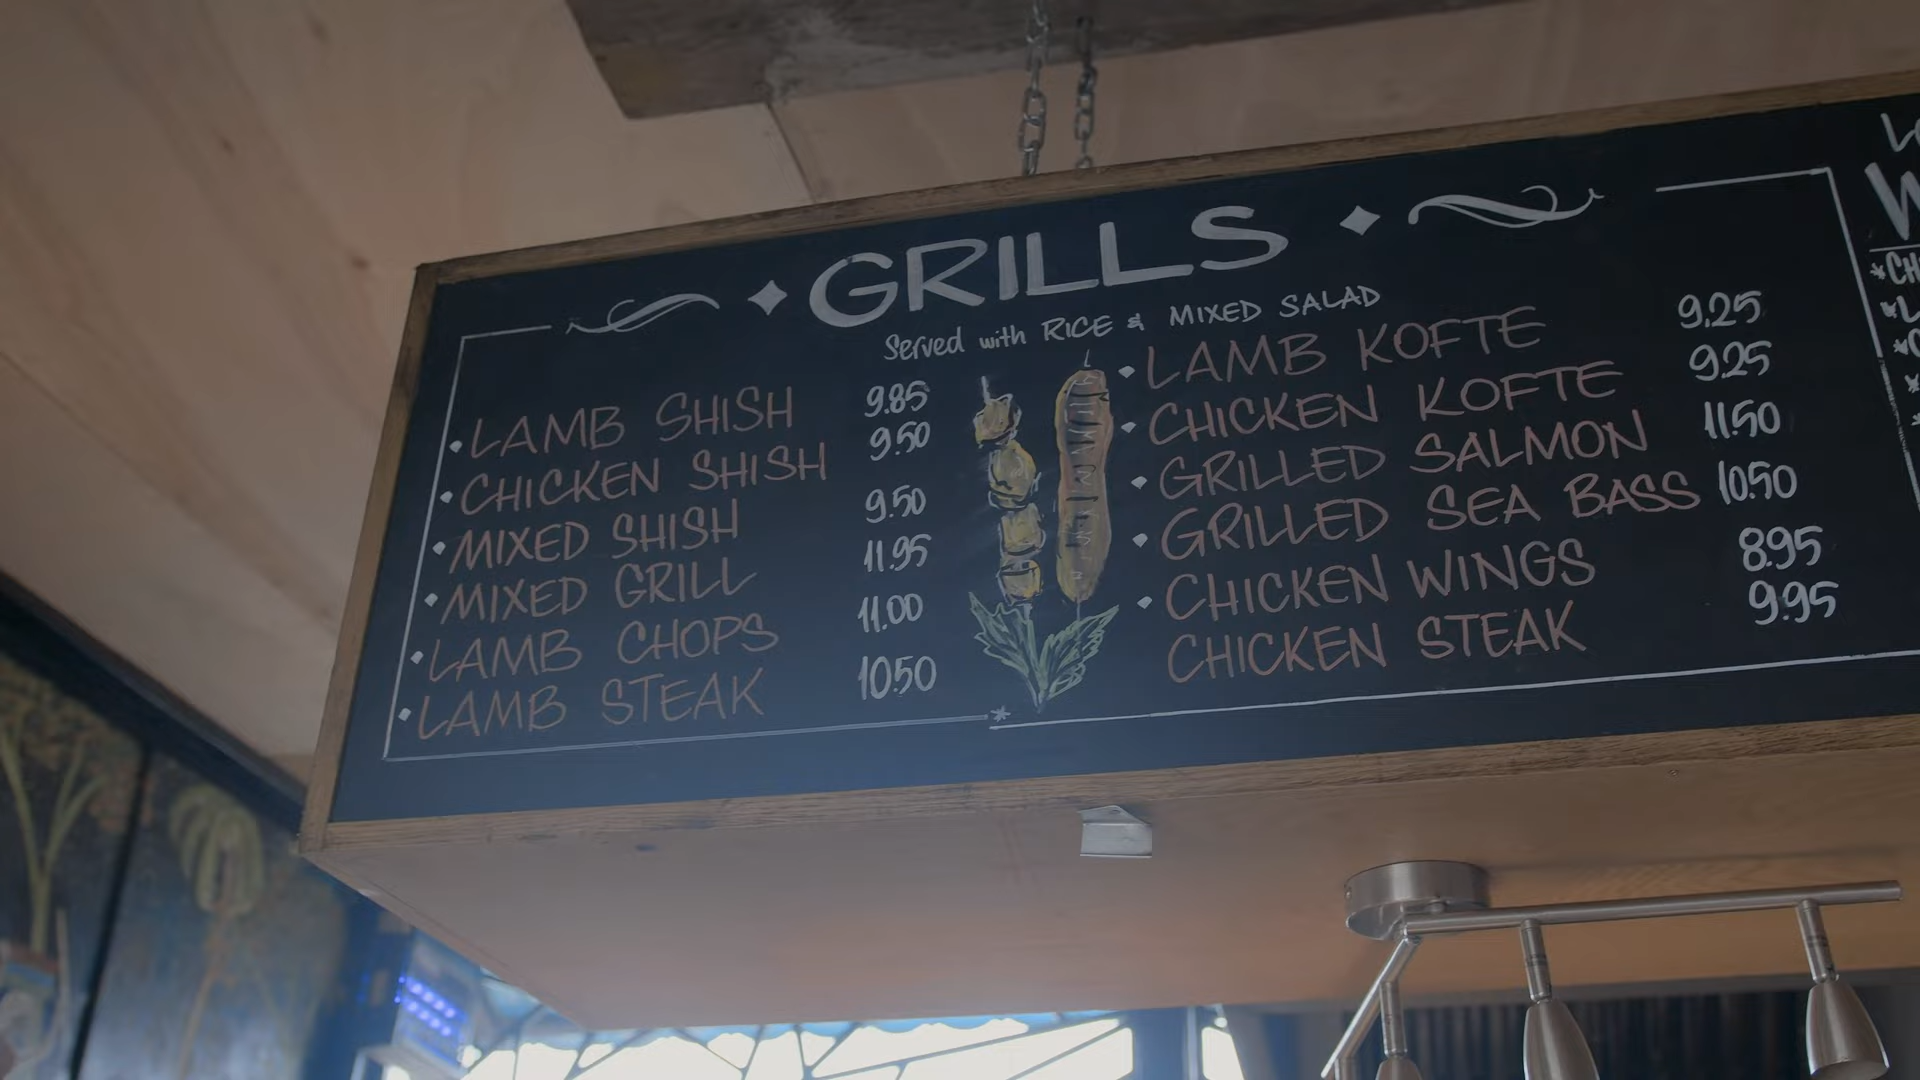 GRILLS
Served with RICE & MIXED SALAD
LAMB SHISH 9.85
CHICKEN SHISH 9.50
MIXED SHISH 9.50
MIXED GRILL 11.95
LAMB CHOPS 11.00
LAMB STEAK 10.50
LAMB KOFTE 9.25
CHICKEN KOFTE 9.25
GRILLED SALMON 11.50
GRILLED SEA BASS 10.50
CHICKEN WINGS 8.95
CHICKEN STEAK 9.95